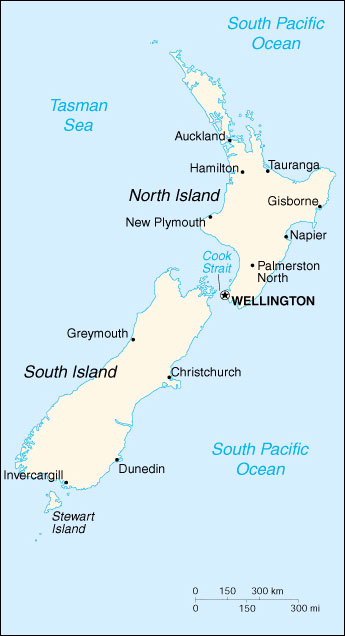 South Pacific
Ocean
Tasman
Sea
Auckland
Hamilton
Tauranga
North Island
Gisborne
New Plymouth
Napier
Cook
Strait
Palmerston
North
WELLINGTON
Greymouth
South Island
Christchurch
South Pacific
Ocean
Dunedin
Invercargill
Stewart
Island
0 150 300 km
0 150 300 mi